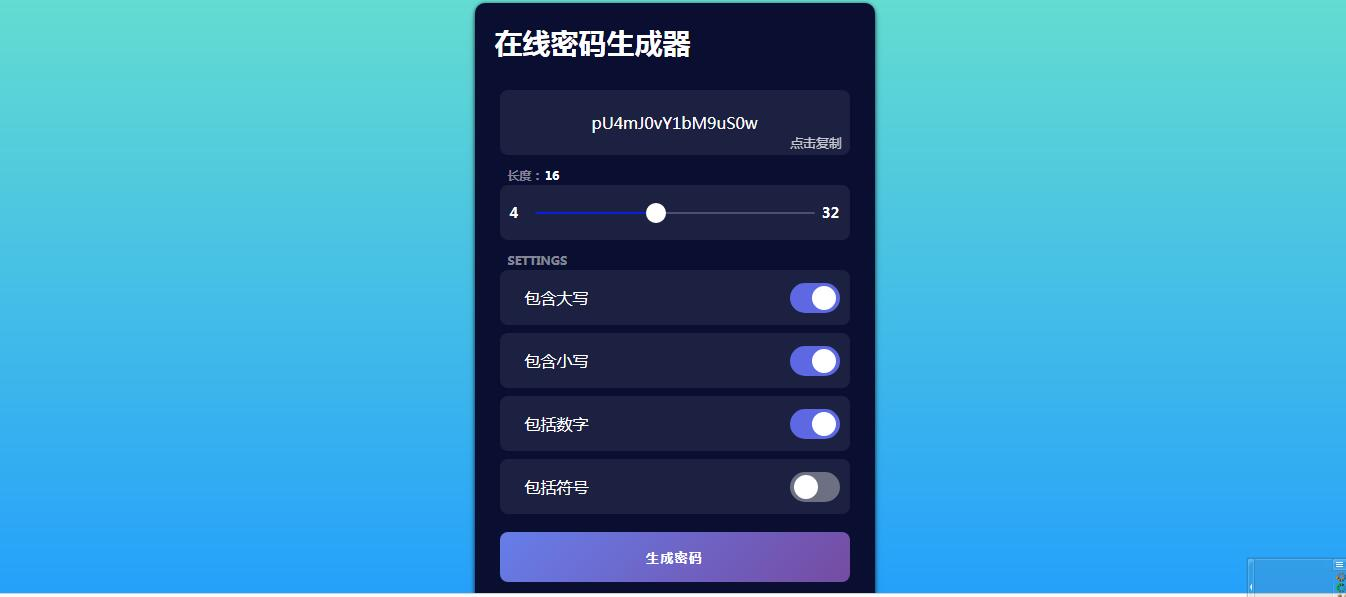 在线密码生成器
pU4mJ0vY1bM9uS0w
点击复制
长度：16
4 32
SETTINGS
包含大写
包含小写
包括数字
包括符号
生成密码